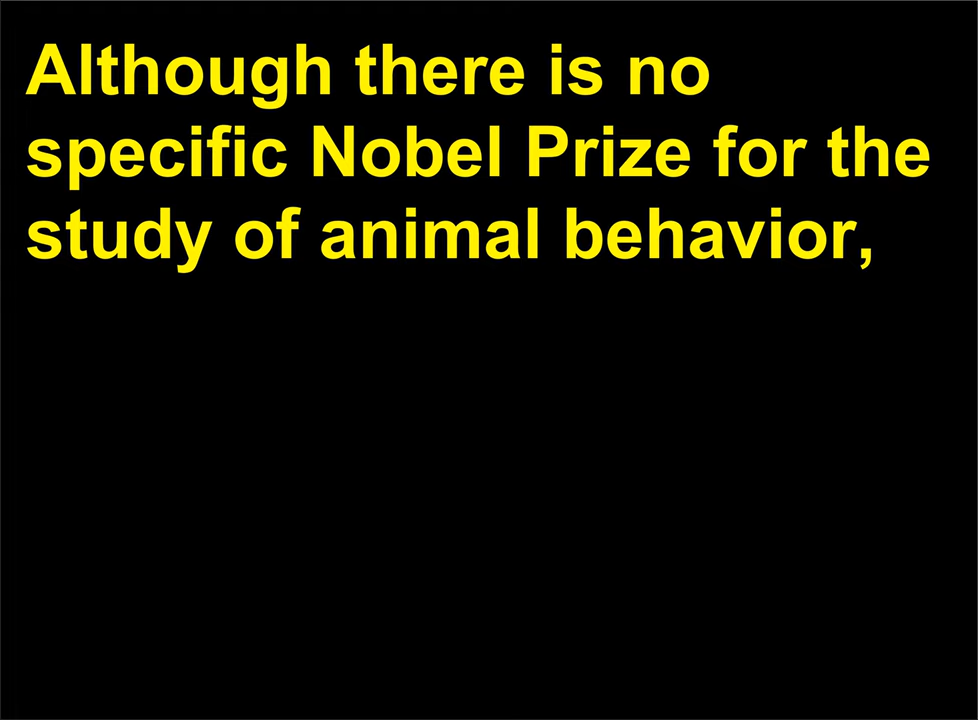 Although there is no
specific Nobel Prize for the
study of animal behavior,